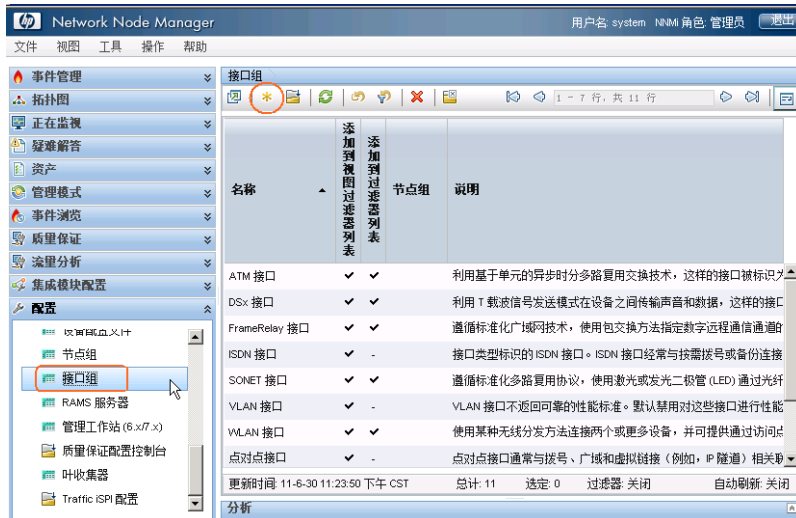 hp Network Node Manager
用户名: system NNMi 角色: 管理员 退出
文件 视图 工具 操作 帮助
事件管理
拓扑图
正在监视
疑难解答
资产
管理模式
事件浏览
质量保证
流量分析
集成模块配置
配置
设备配置文件
节点组
接口组
RAMS 服务器
管理工作站 (6.x/7.x)
质量保证配置控制台
叶收集器
Traffic iSPI 配置
接口组
1 - 7 行, 共 11 行
名称 添加到视图过滤器列表 添加到过滤器列表 节点组 说明
ATM 接口 利用基于单元的异步时分多路复用交换技术，这样的接口被标识为
DSx 接口 利用 T 载波信号发送模式在设备之间传输声音和数据，这样的接口
FrameRelay 接口 遵循标准化广域网技术，使用包交换方法指定数字远程通信通道的
ISDN 接口 - 接口类型标识的 ISDN 接口。ISDN 接口经常与按需拨号或备份连接
SONET 接口 遵循标准化多路复用协议，使用激光或发光二极管 (LED) 通过光纤
VLAN 接口 - VLAN 接口不返回可靠的性能标准。默认禁用对这些接口进行性能
WLAN 接口 使用某种无线分发方法连接两个或更多设备，并可提供通过访问点
点对点接口 - 点对点接口通常与拨号、广域和虚拟链接（例如，IP 隧道）相关联
更新时间: 11-6-30 11:23:50 下午 CST 总计: 11 选定: 0 过滤器: 关闭 自动刷新: 关闭
分析